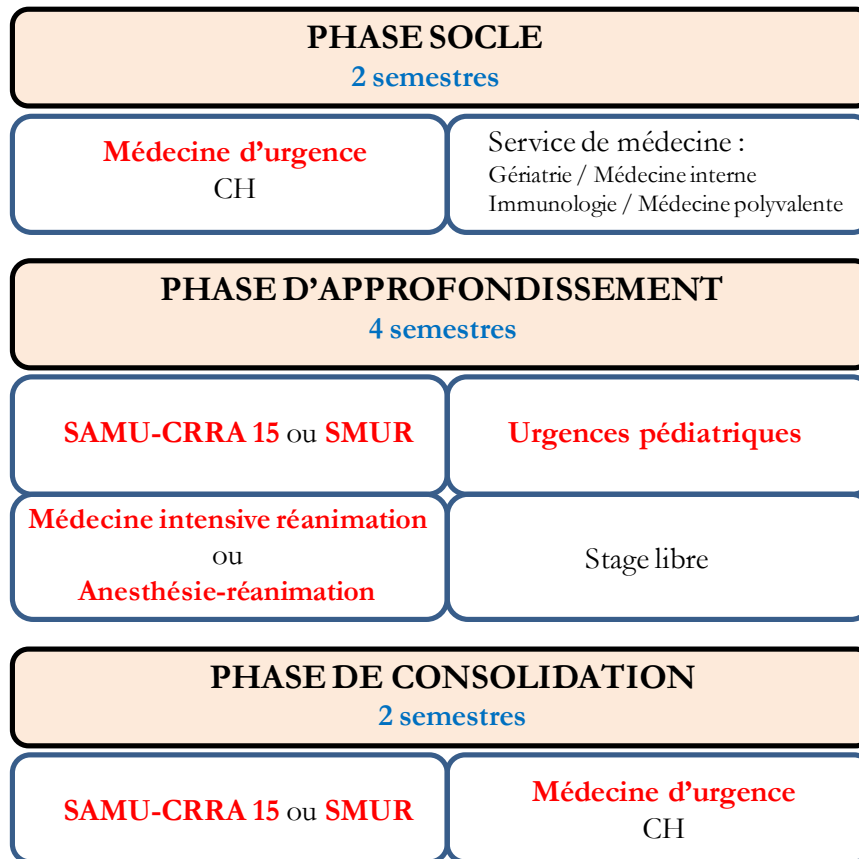 PHASE SOCLE
2 semestres
Médecine d’urgence
CH
Service de médecine :
Gériatrie / Médecine interne
Immunologie / Médecine polyvalente
PHASE D’APPROFONDISSEMENT
4 semestres
SAMU-CRRA 15 ou SMUR
Urgences pédiatriques
Médecine intensive réanimation
ou
Anesthésie-réanimation
Stage libre
PHASE DE CONSOLIDATION
2 semestres
SAMU-CRRA 15 ou SMUR
Médecine d’urgence
CH